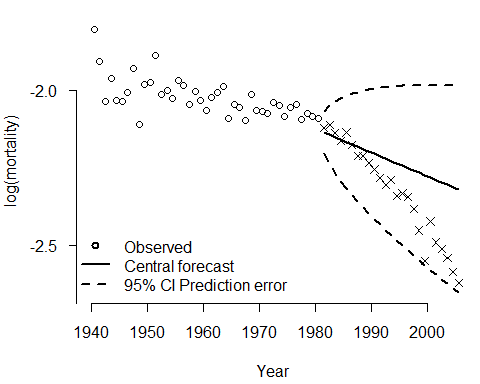 log(mortality)
-2.0
-2.5
Observed
Central forecast
95% CI Prediction error
1940 1950 1960 1970 1980 1990 2000
Year